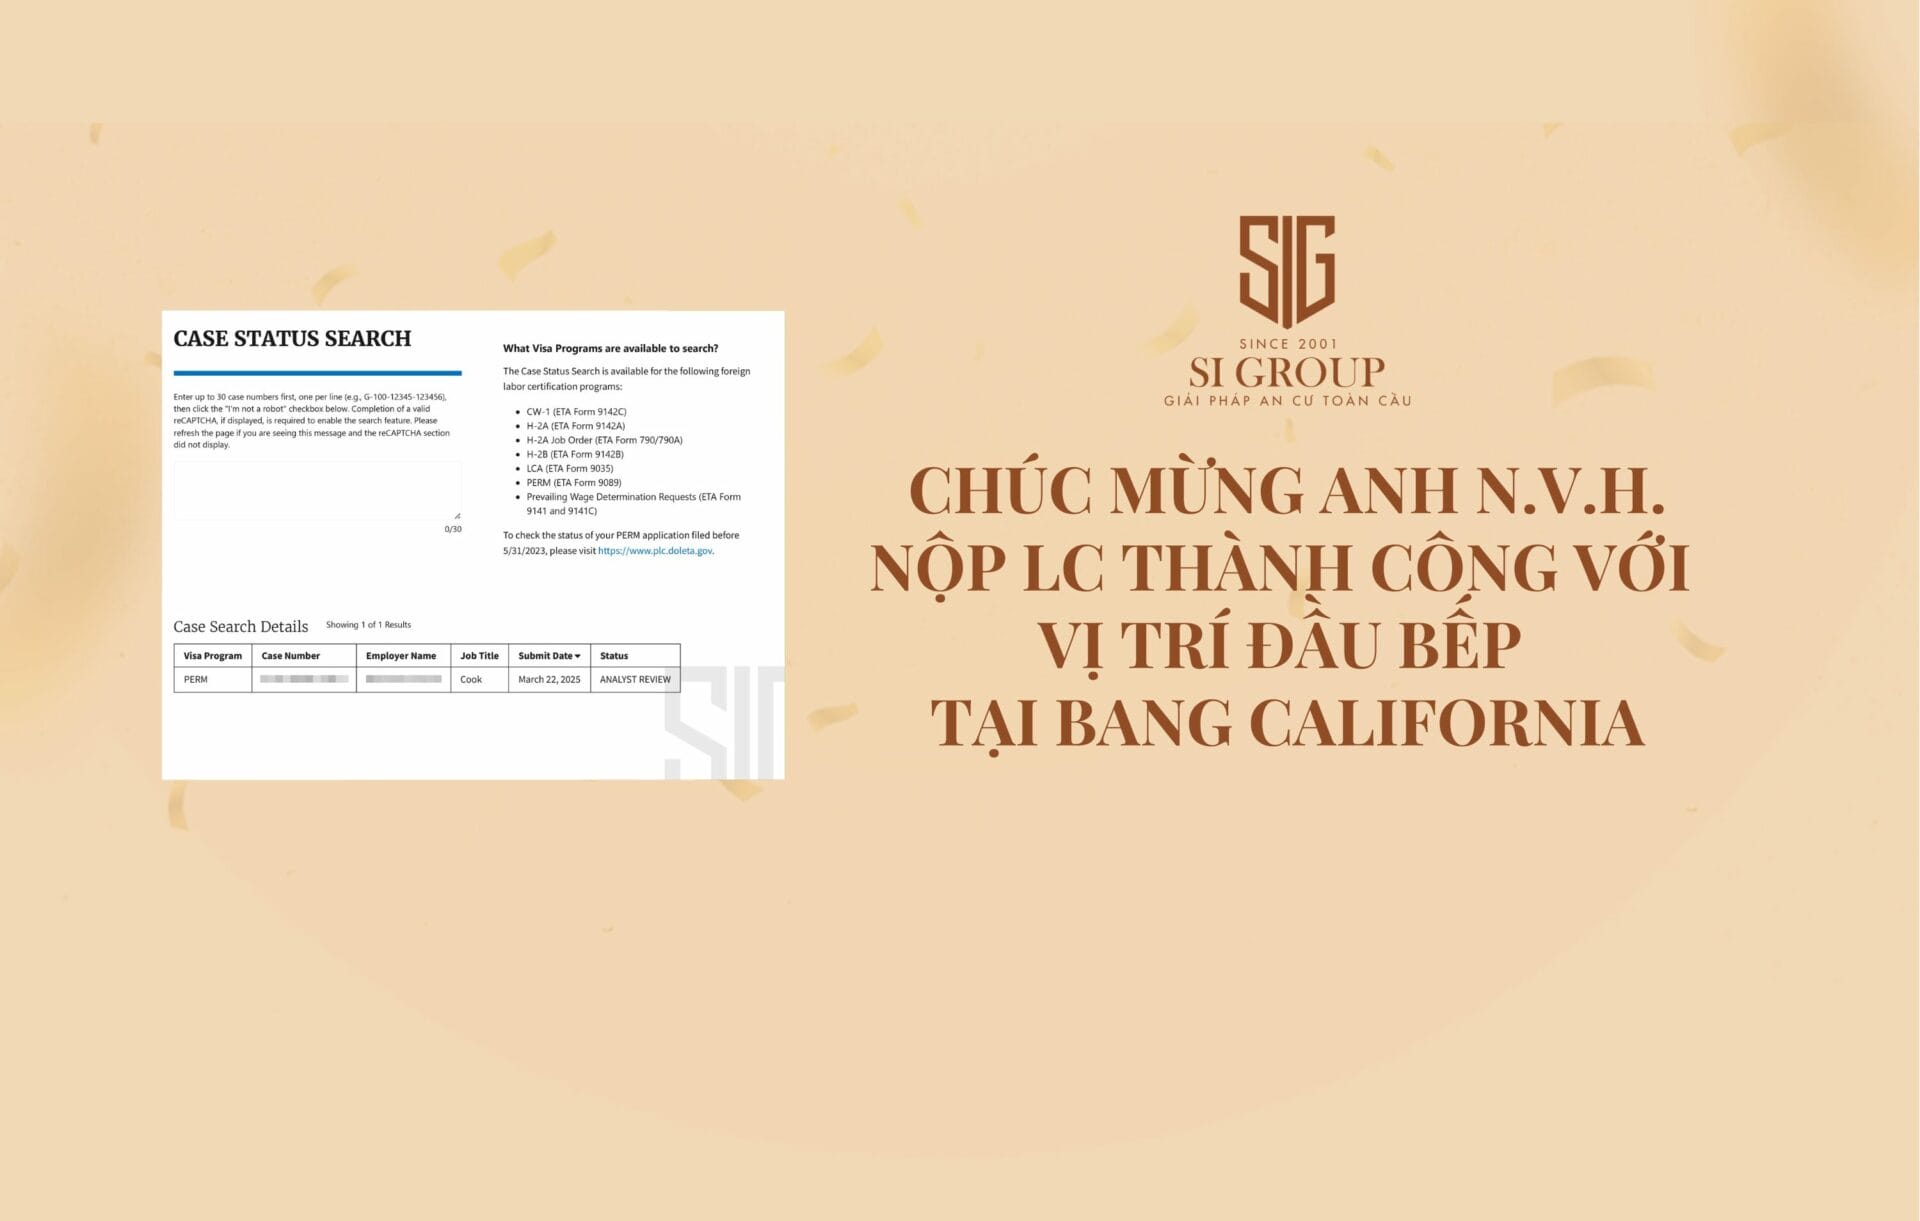 CASE STATUS SEARCH
Enter up to 30 case numbers first, one per line (e.g., G-100-12345-123456),
then click the "I'm not a robot" checkbox below. Completion of a valid
reCAPTCHA, if displayed, is required to enable the search feature. Please
refresh the page if you are seeing this message and the reCAPTCHA section
did not display.
0/30
What Visa Programs are available to search?
The Case Status Search is available for the following foreign
labor certification programs:
• CW-1 (ETA Form 9142C)
• H-2A (ETA Form 9142A)
• H-2A Job Order (ETA Form 790/790A)
• H-2B (ETA Form 9142B)
• LCA (ETA Form 9035)
• PERM (ETA Form 9089)
• Prevailing Wage Determination Requests (ETA Form
9141 and 9141C)
To check the status of your PERM application filed before
5/31/2023, please visit https://www.plc.doleta.gov.
Case Search Details Showing 1 of 1 Results
Visa Program Case Number Employer Name Job Title Submit Date Status
PERM Cook March 22, 2025 ANALYST REVIEW
SIG
SIG
SINCE 2001
SI GROUP
GIẢI PHÁP AN CƯ TOÀN CẦU
CHÚC MỪNG ANH N.V.H.
NỘP LC THÀNH CÔNG VỚI
VỊ TRÍ ĐẦU BẾP
TẠI BANG CALIFORNIA